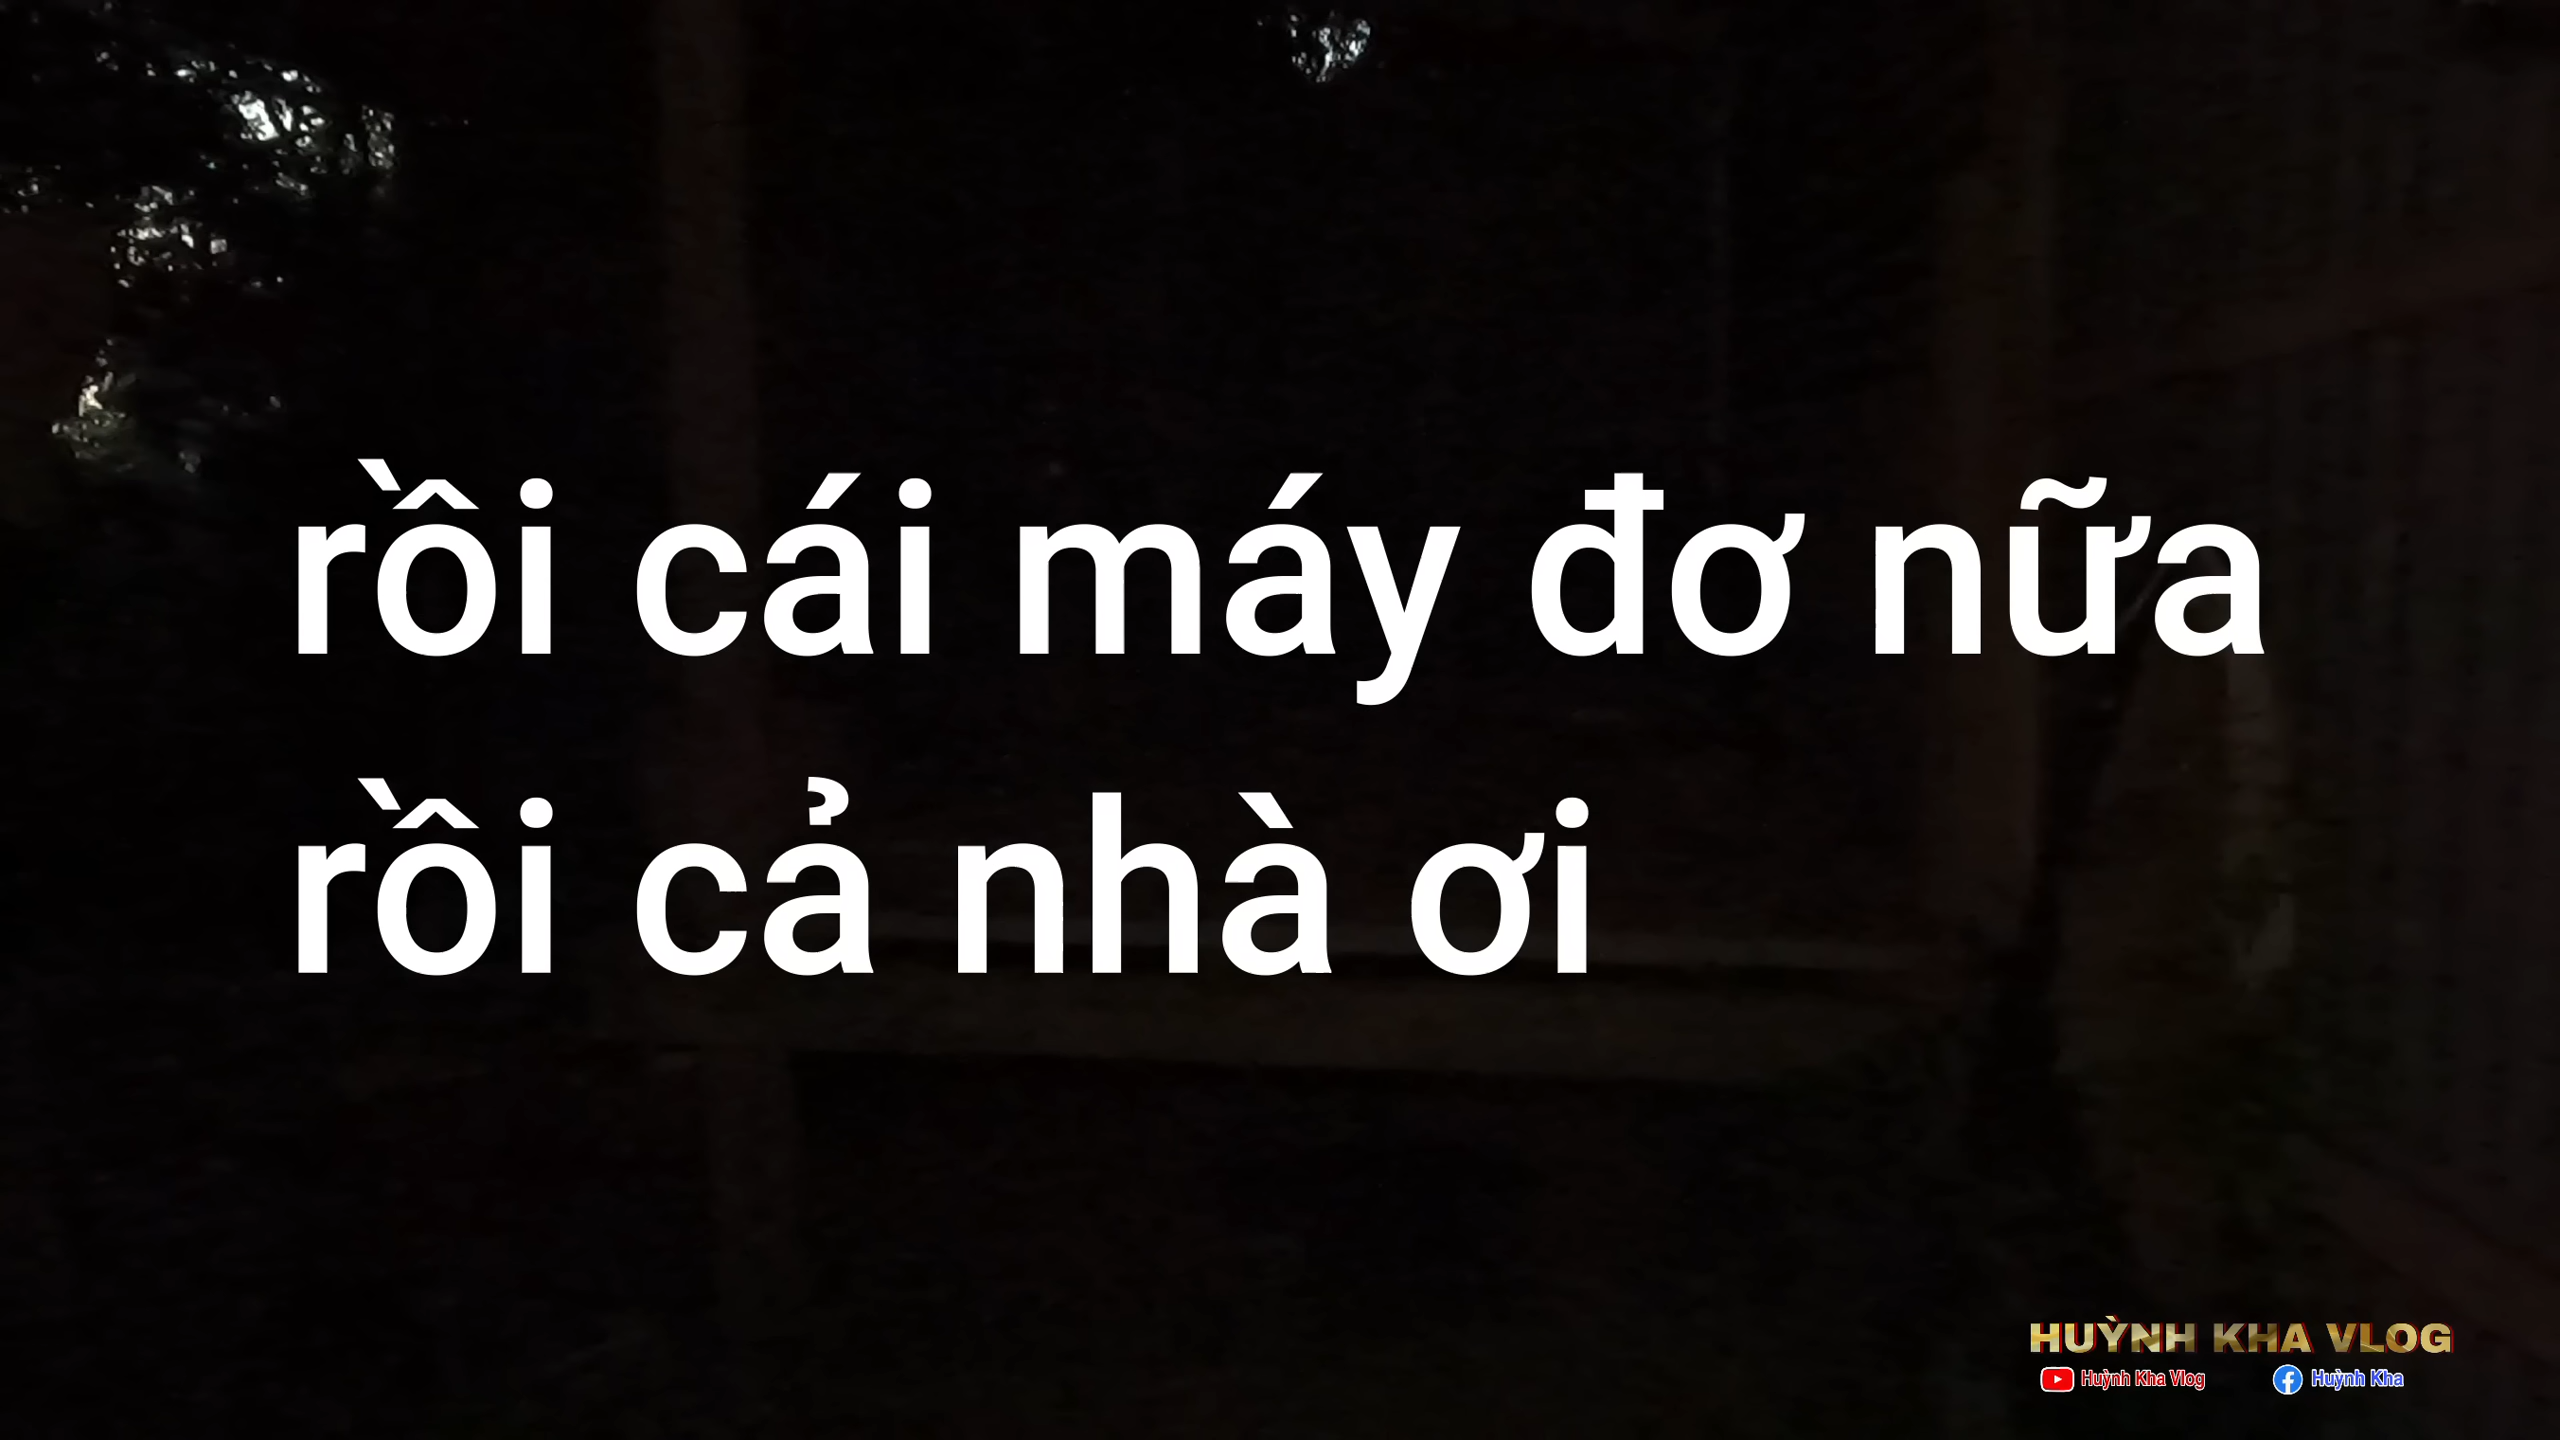 rồi cái máy đơ nữa
rồi cả nhà ơi
HUỲNH KHA VLOG
Huỳnh Kha Vlog
Huỳnh Kha